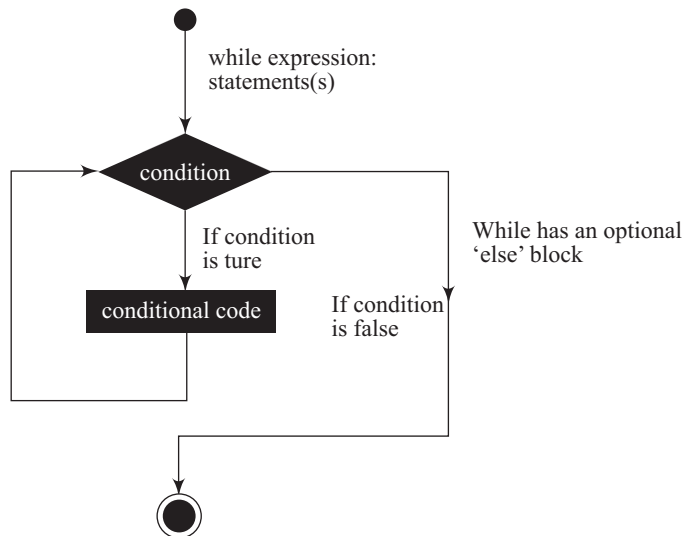 while expression:
statements(s)
condition
If condition
is ture
While has an optional
‘else’ block
conditional code
If condition
is false